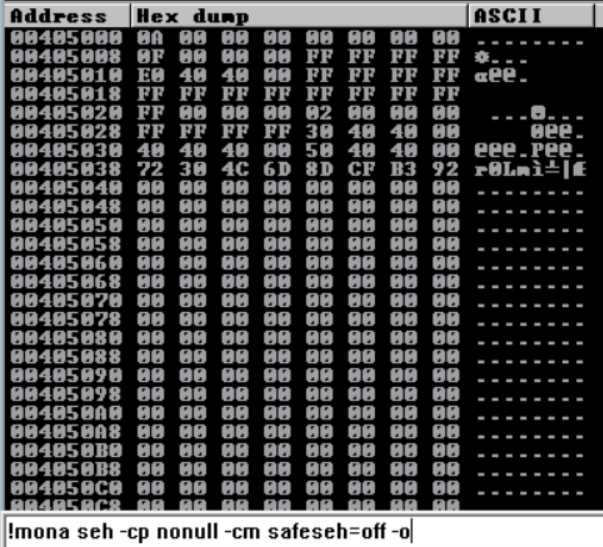 Address Hex dump ASCII
00405000 0A 00 00 00 00 00 00 00 ........
00405008 0F 00 00 00 FF FF FF FF ☼...
00405010 E0 40 40 00 FF FF FF FF α@@.
00405018 FF FF FF FF FF FF FF FF
00405020 FF 00 00 00 02 00 00 00 ...☻...
00405028 FF FF FF FF 30 40 40 00 0@@.
00405030 40 40 40 00 50 40 40 00 @@@.P@@.
00405038 72 30 4C 6D 8D CF B3 92 r0Lmì╧│Æ
00405040 00 00 00 00 00 00 00 00 ........
00405048 00 00 00 00 00 00 00 00 ........
00405050 00 00 00 00 00 00 00 00 ........
00405058 00 00 00 00 00 00 00 00 ........
00405060 00 00 00 00 00 00 00 00 ........
00405068 00 00 00 00 00 00 00 00 ........
00405070 00 00 00 00 00 00 00 00 ........
00405078 00 00 00 00 00 00 00 00 ........
00405080 00 00 00 00 00 00 00 00 ........
00405088 00 00 00 00 00 00 00 00 ........
00405090 00 00 00 00 00 00 00 00 ........
00405098 00 00 00 00 00 00 00 00 ........
004050A0 00 00 00 00 00 00 00 00 ........
004050A8 00 00 00 00 00 00 00 00 ........
004050B0 00 00 00 00 00 00 00 00 ........
004050B8 00 00 00 00 00 00 00 00 ........
004050C0 00 00 00 00 00 00 00 00 ........
004050C8 00 00 00 00 00 00 00 00
!mona seh -cp nonull -cm safeseh=off -o